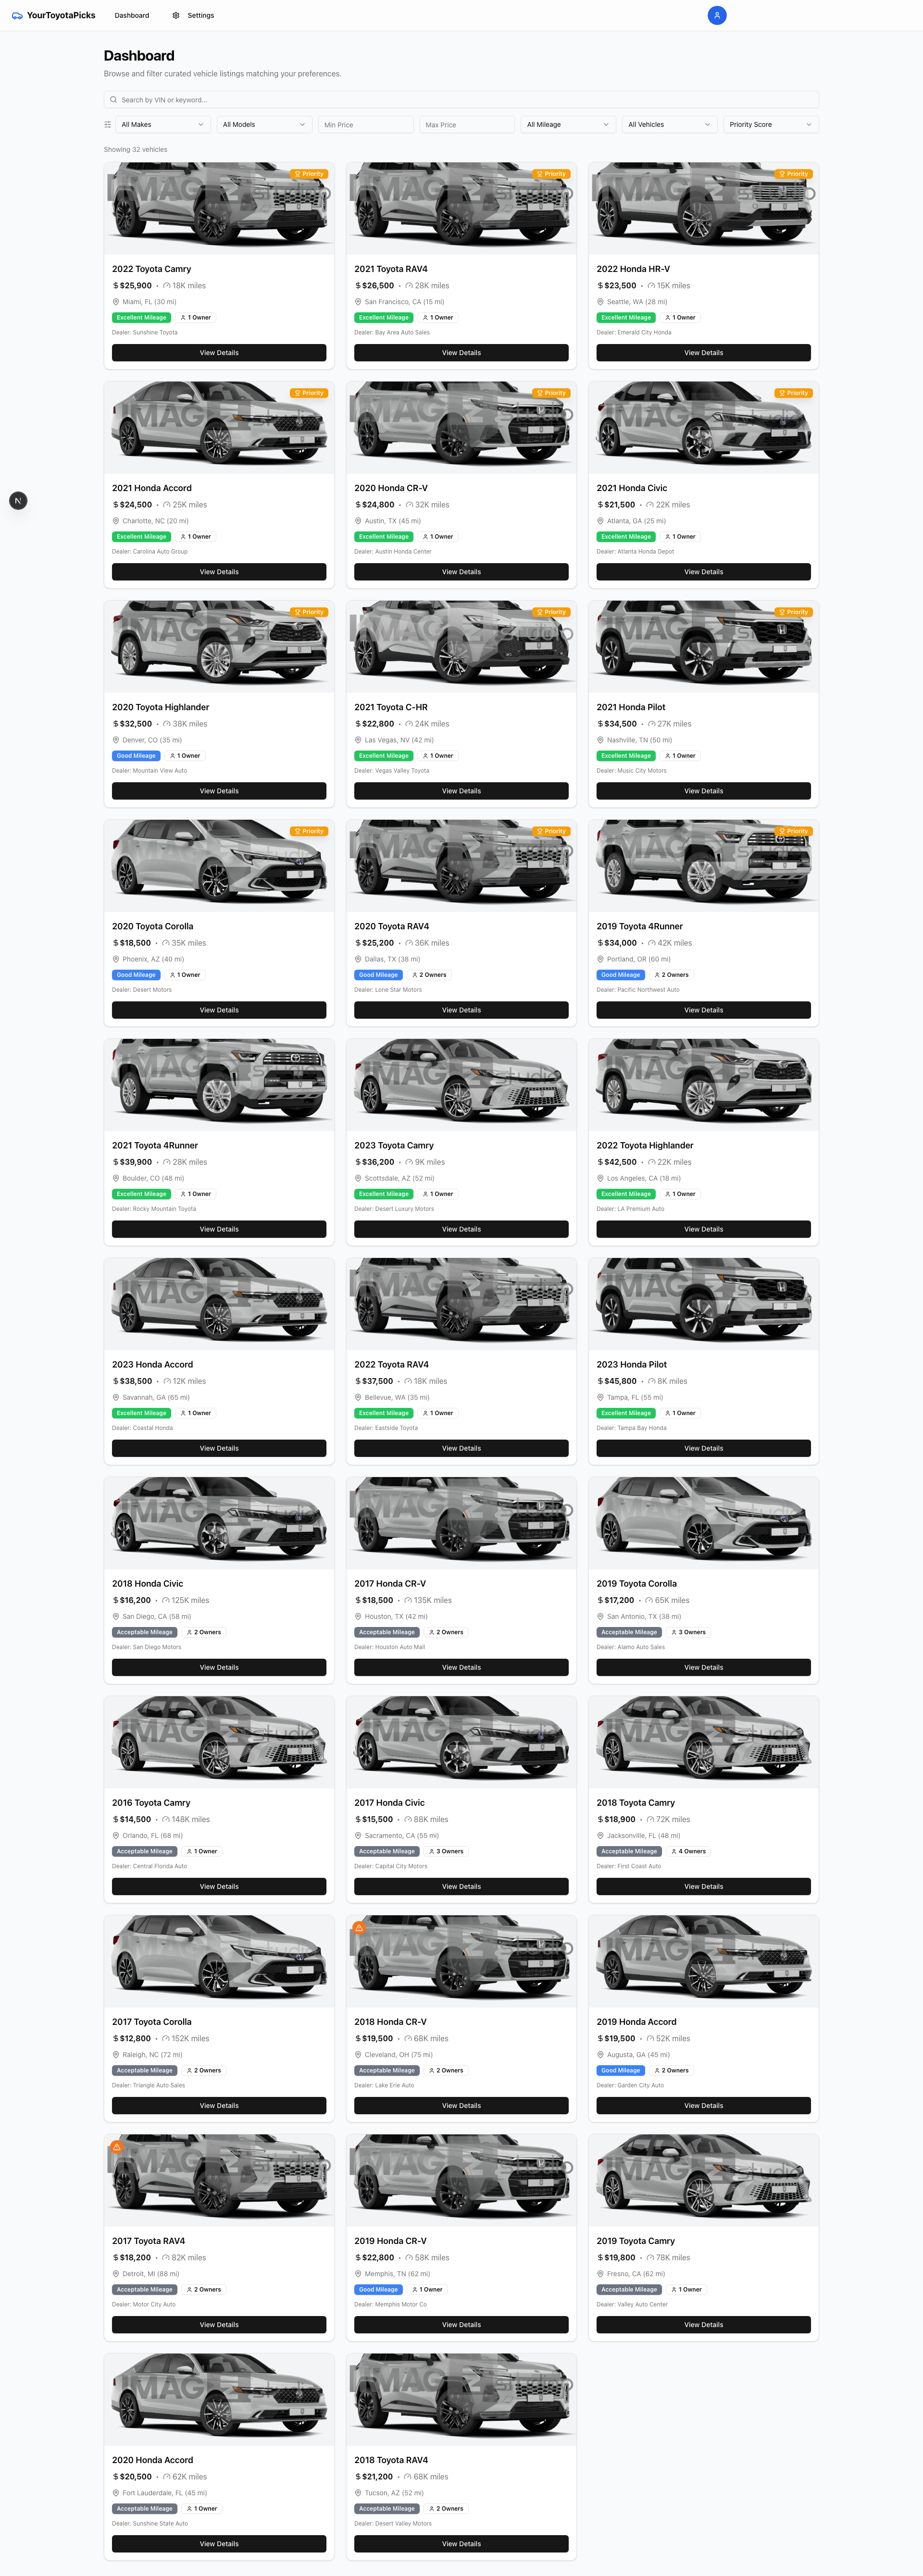 YourToyotaPicks
Dashboard
Settings
Dashboard
Browse and filter curated vehicle listings matching your preferences.
Search by VIN or keyword...
All Makes
All Models
Min Price
Max Price
All Mileage
All Vehicles
Priority Score
Showing 32 vehicles
Priority
2022 Toyota Camry
$25,900 • 18K miles
Miami, FL (30 mi)
Excellent Mileage 1 Owner
Dealer: Sunshine Toyota
View Details
Priority
2021 Toyota RAV4
$26,500 • 28K miles
San Francisco, CA (15 mi)
Excellent Mileage 1 Owner
Dealer: Bay Area Auto Sales
View Details
Priority
2022 Honda HR-V
$23,500 • 15K miles
Seattle, WA (28 mi)
Excellent Mileage 1 Owner
Dealer: Emerald City Honda
View Details
Priority
2021 Honda Accord
$24,500 • 25K miles
Charlotte, NC (20 mi)
Excellent Mileage 1 Owner
Dealer: Carolina Auto Group
View Details
Priority
2020 Honda CR-V
$24,800 • 32K miles
Austin, TX (45 mi)
Excellent Mileage 1 Owner
Dealer: Austin Honda Center
View Details
Priority
2021 Honda Civic
$21,500 • 22K miles
Atlanta, GA (25 mi)
Excellent Mileage 1 Owner
Dealer: Atlanta Honda Depot
View Details
Priority
2020 Toyota Highlander
$32,500 • 38K miles
Denver, CO (35 mi)
Good Mileage 1 Owner
Dealer: Mountain View Auto
View Details
Priority
2021 Toyota C-HR
$22,800 • 24K miles
Las Vegas, NV (42 mi)
Excellent Mileage 1 Owner
Dealer: Vegas Valley Toyota
View Details
Priority
2021 Honda Pilot
$34,500 • 27K miles
Nashville, TN (50 mi)
Excellent Mileage 1 Owner
Dealer: Music City Motors
View Details
Priority
2020 Toyota Corolla
$18,500 • 35K miles
Phoenix, AZ (40 mi)
Good Mileage 1 Owner
Dealer: Desert Motors
View Details
Priority
2020 Toyota RAV4
$25,200 • 36K miles
Dallas, TX (38 mi)
Good Mileage 2 Owners
Dealer: Lone Star Motors
View Details
Priority
2019 Toyota 4Runner
$34,000 • 42K miles
Portland, OR (60 mi)
Good Mileage 2 Owners
Dealer: Pacific Northwest Auto
View Details
2021 Toyota 4Runner
$39,900 • 28K miles
Boulder, CO (48 mi)
Excellent Mileage 1 Owner
Dealer: Rocky Mountain Toyota
View Details
2023 Toyota Camry
$36,200 • 9K miles
Scottsdale, AZ (52 mi)
Excellent Mileage 1 Owner
Dealer: Desert Luxury Motors
View Details
2022 Toyota Highlander
$42,500 • 22K miles
Los Angeles, CA (18 mi)
Excellent Mileage 1 Owner
Dealer: LA Premium Auto
View Details
2023 Honda Accord
$38,500 • 12K miles
Savannah, GA (65 mi)
Excellent Mileage 1 Owner
Dealer: Coastal Honda
View Details
2022 Toyota RAV4
$37,500 • 18K miles
Bellevue, WA (35 mi)
Excellent Mileage 1 Owner
Dealer: Eastside Toyota
View Details
2023 Honda Pilot
$45,800 • 8K miles
Tampa, FL (55 mi)
Excellent Mileage 1 Owner
Dealer: Tampa Bay Honda
View Details
2018 Honda Civic
$16,200 • 125K miles
San Diego, CA (58 mi)
Acceptable Mileage 2 Owners
Dealer: San Diego Motors
View Details
2017 Honda CR-V
$18,500 • 135K miles
Houston, TX (42 mi)
Acceptable Mileage 2 Owners
Dealer: Houston Auto Mall
View Details
2019 Toyota Corolla
$17,200 • 65K miles
San Antonio, TX (38 mi)
Acceptable Mileage 3 Owners
Dealer: Alamo Auto Sales
View Details
2016 Toyota Camry
$14,500 • 148K miles
Orlando, FL (68 mi)
Acceptable Mileage 1 Owner
Dealer: Central Florida Auto
View Details
2017 Honda Civic
$15,500 • 88K miles
Sacramento, CA (55 mi)
Acceptable Mileage 3 Owners
Dealer: Capital City Motors
View Details
2018 Toyota Camry
$18,900 • 72K miles
Jacksonville, FL (48 mi)
Acceptable Mileage 4 Owners
Dealer: First Coast Auto
View Details
2017 Toyota Corolla
$12,800 • 152K miles
Raleigh, NC (72 mi)
Acceptable Mileage 2 Owners
Dealer: Triangle Auto Sales
View Details
2018 Honda CR-V
$19,500 • 68K miles
Cleveland, OH (75 mi)
Acceptable Mileage 2 Owners
Dealer: Lake Erie Auto
View Details
2019 Honda Accord
$19,500 • 52K miles
Augusta, GA (45 mi)
Good Mileage 2 Owners
Dealer: Garden City Auto
View Details
2017 Toyota RAV4
$18,200 • 82K miles
Detroit, MI (88 mi)
Acceptable Mileage 2 Owners
Dealer: Motor City Auto
View Details
2019 Honda CR-V
$22,800 • 58K miles
Memphis, TN (62 mi)
Good Mileage 1 Owner
Dealer: Memphis Motor Co
View Details
2019 Toyota Camry
$19,800 • 78K miles
Fresno, CA (62 mi)
Acceptable Mileage 1 Owner
Dealer: Valley Auto Center
View Details
2020 Honda Accord
$20,500 • 62K miles
Fort Lauderdale, FL (45 mi)
Acceptable Mileage 1 Owner
Dealer: Sunshine State Auto
View Details
2018 Toyota RAV4
$21,200 • 68K miles
Tucson, AZ (52 mi)
Acceptable Mileage 2 Owners
Dealer: Desert Valley Motors
View Details